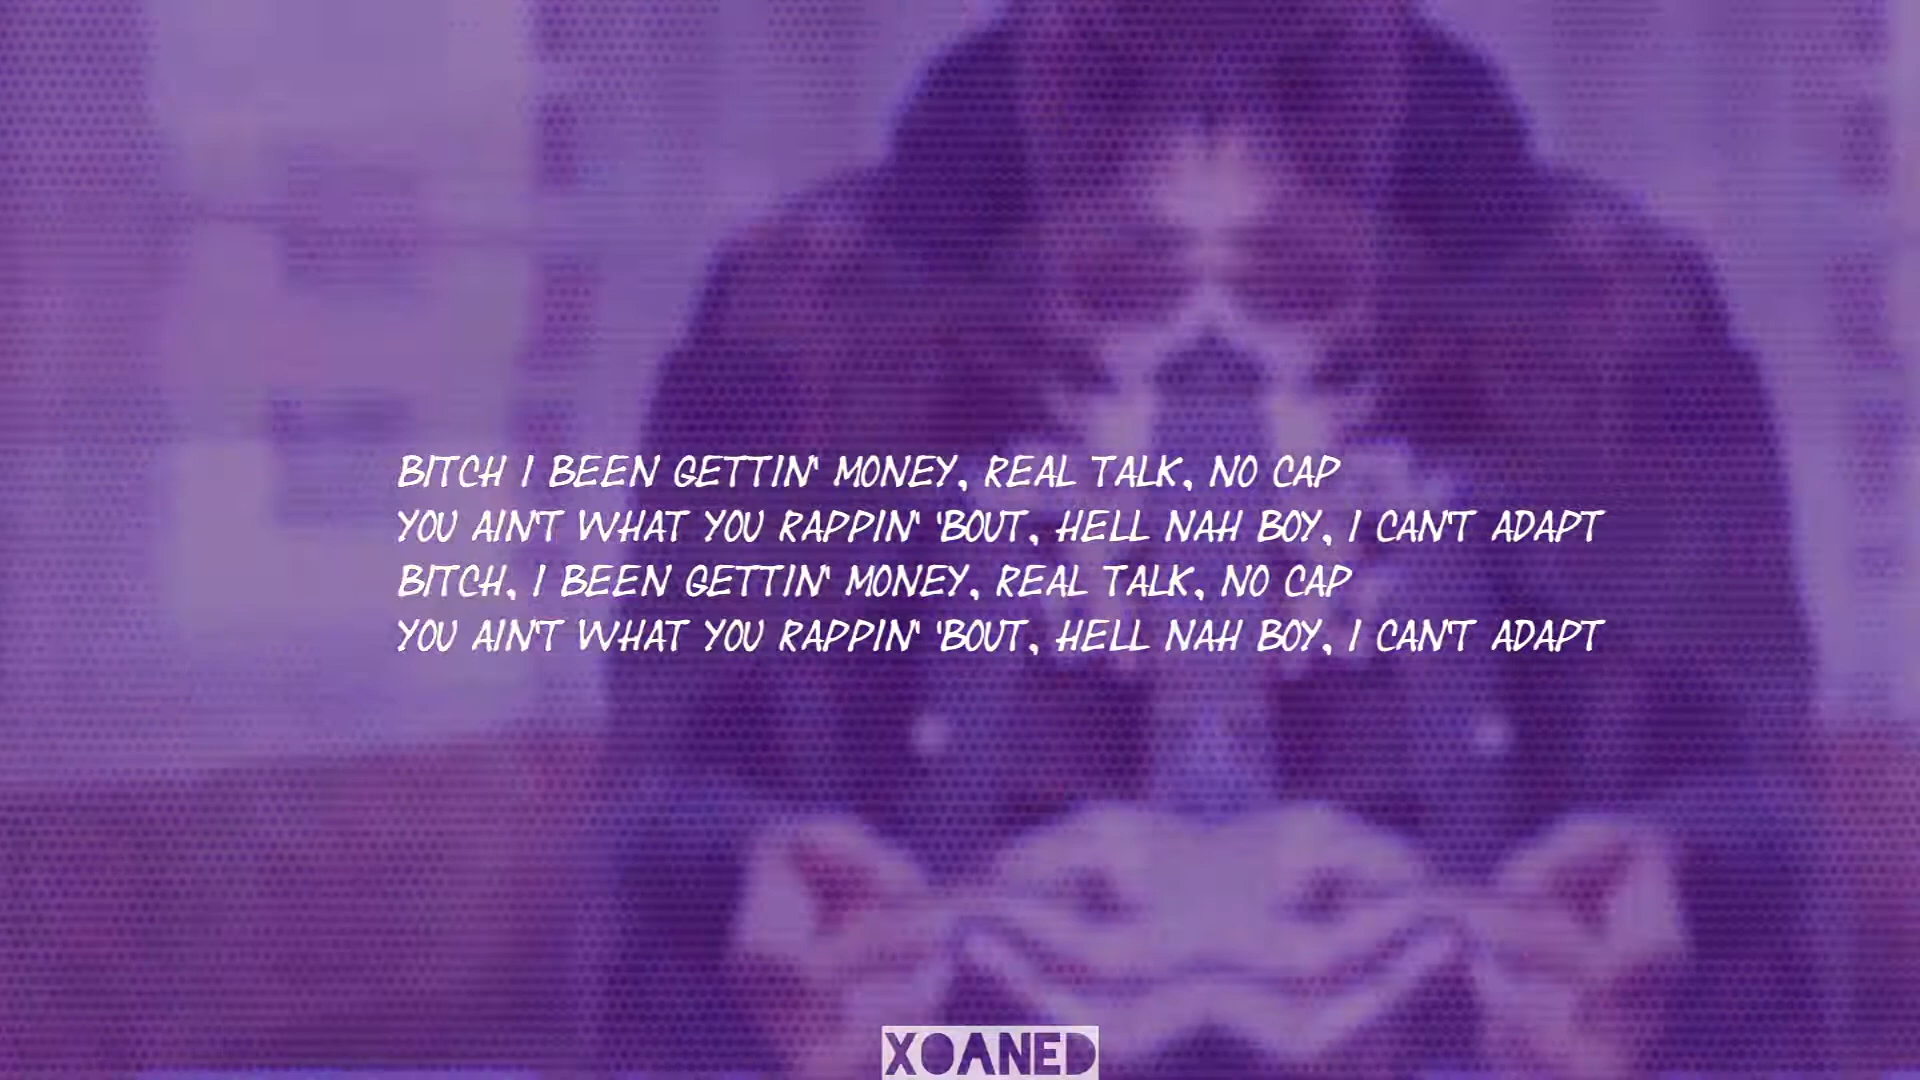 BITCH I BEEN GETTIN' MONEY, REAL TALK, NO CAP
YOU AIN'T WHAT YOU RAPPIN' 'BOUT, HELL NAH BOY, I CAN'T ADAPT
BITCH, I BEEN GETTIN' MONEY, REAL TALK, NO CAP
YOU AIN'T WHAT YOU RAPPIN' 'BOUT, HELL NAH BOY, I CAN'T ADAPT
XOANED